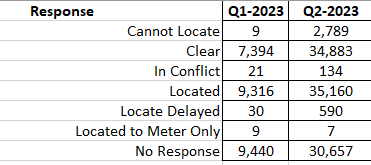 Response Q1-2023 Q2-2023
Cannot Locate 9 2,789
Clear 7,394 34,883
In Conflict 21 134
Located 9,316 35,160
Locate Delayed 30 590
Located to Meter Only 9 7
No Response 9,440 30,657